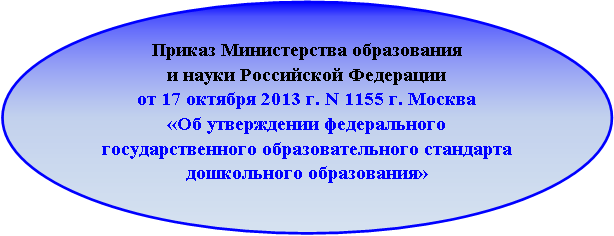 Приказ Министерства образования
и науки Российской Федерации
от 17 октября 2013 г. N 1155 г. Москва
«Об утверждении федерального
государственного образовательного стандарта
дошкольного образования»